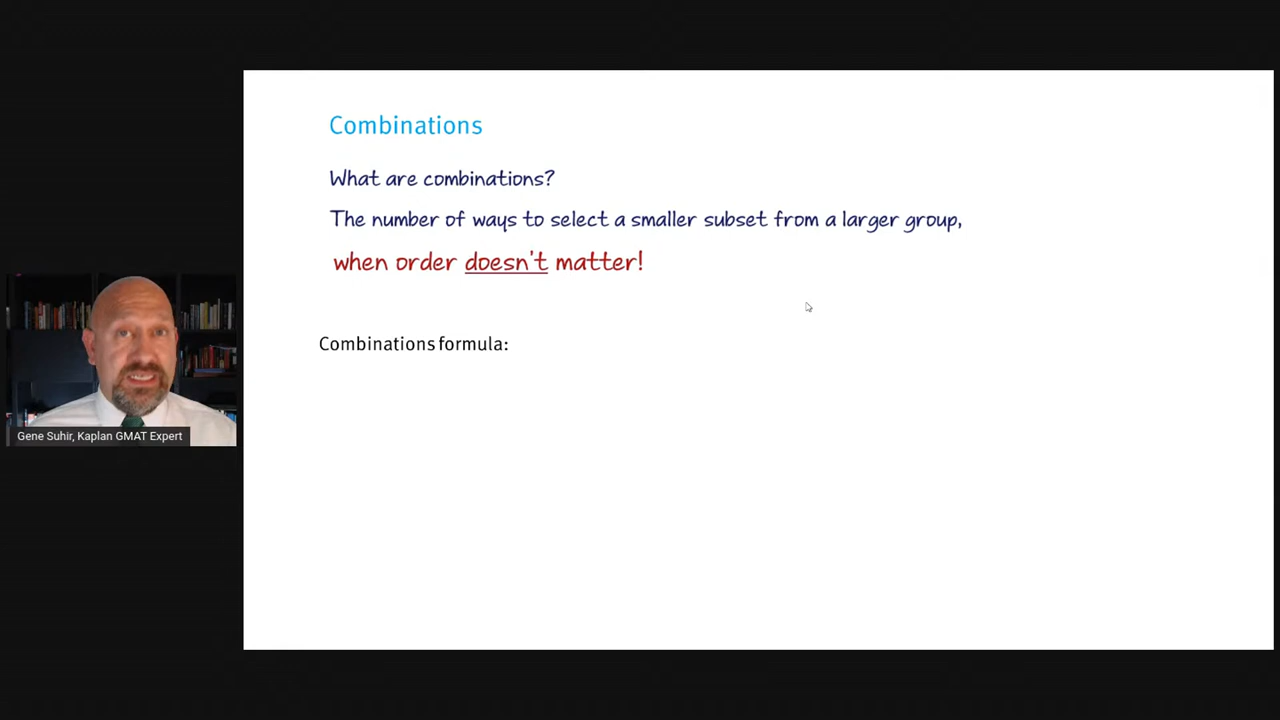 Combinations
What are combinations?
The number of ways to select a smaller subset from a larger group,
when order doesn't matter!
Combinations formula:
Gene Suhir, Kaplan GMAT Expert